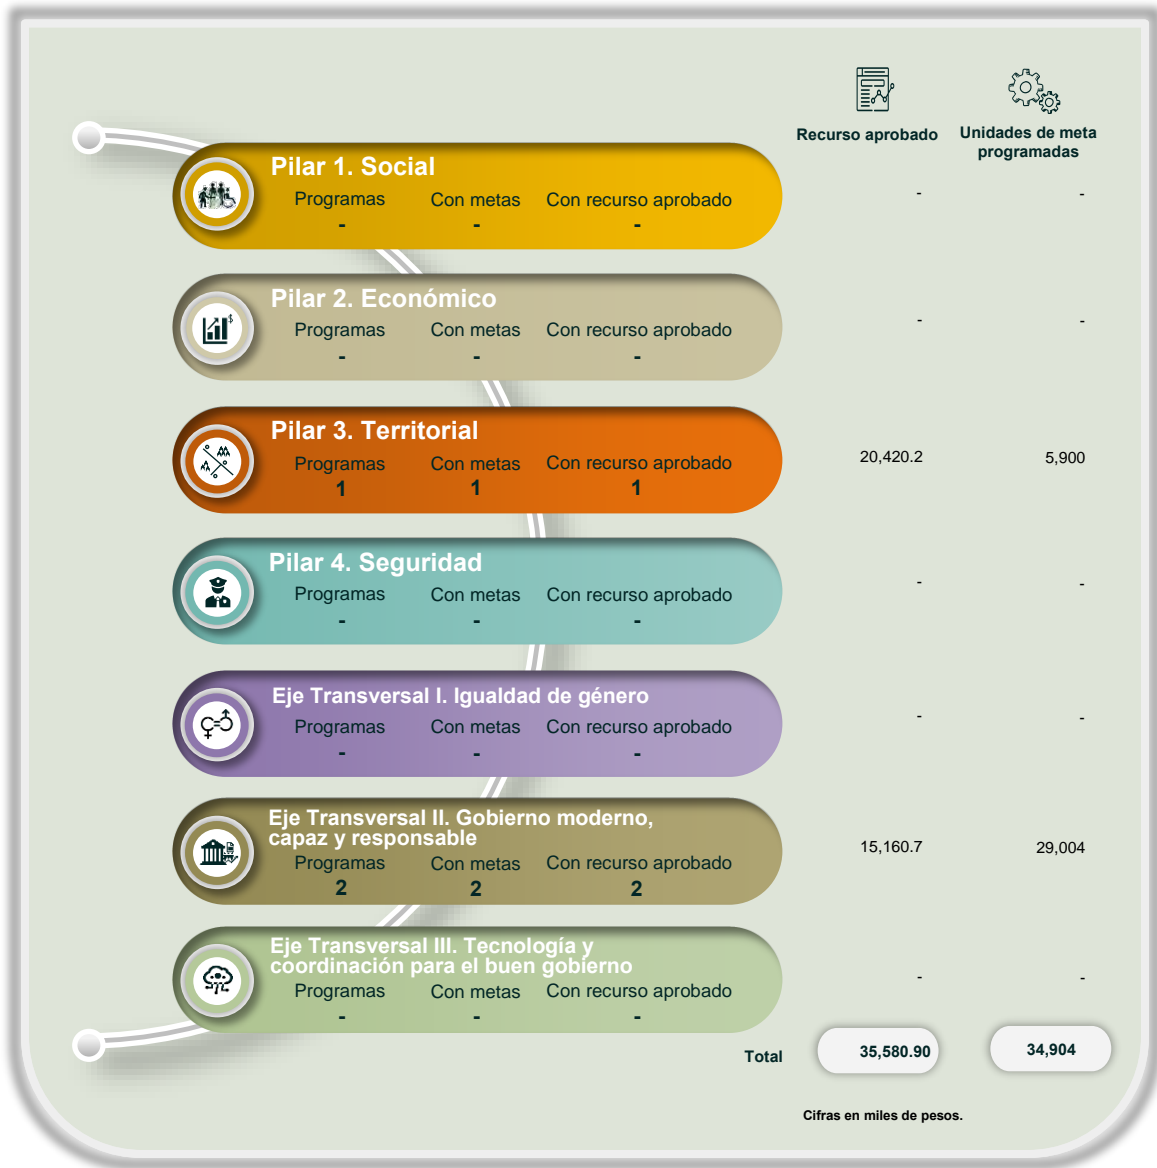 Recurso aprobado
Unidades de meta
programadas
Pilar 1. Social
Programas Con metas Con recurso aprobado
- - -
- -
Pilar 2. Económico
Programas Con metas Con recurso aprobado
- - -
- -
Pilar 3. Territorial
Programas Con metas Con recurso aprobado
1 1 1
20,420.2 5,900
Pilar 4. Seguridad
Programas Con metas Con recurso aprobado
- - -
- -
Eje Transversal I. Igualdad de género
Programas Con metas Con recurso aprobado
- - -
- -
Eje Transversal II. Gobierno moderno,
capaz y responsable
Programas Con metas Con recurso aprobado
2 2 2
15,160.7 29,004
Eje Transversal III. Tecnología y
coordinación para el buen gobierno
Programas Con metas Con recurso aprobado
- - -
- -
Total 35,580.90 34,904
Cifras en miles de pesos.